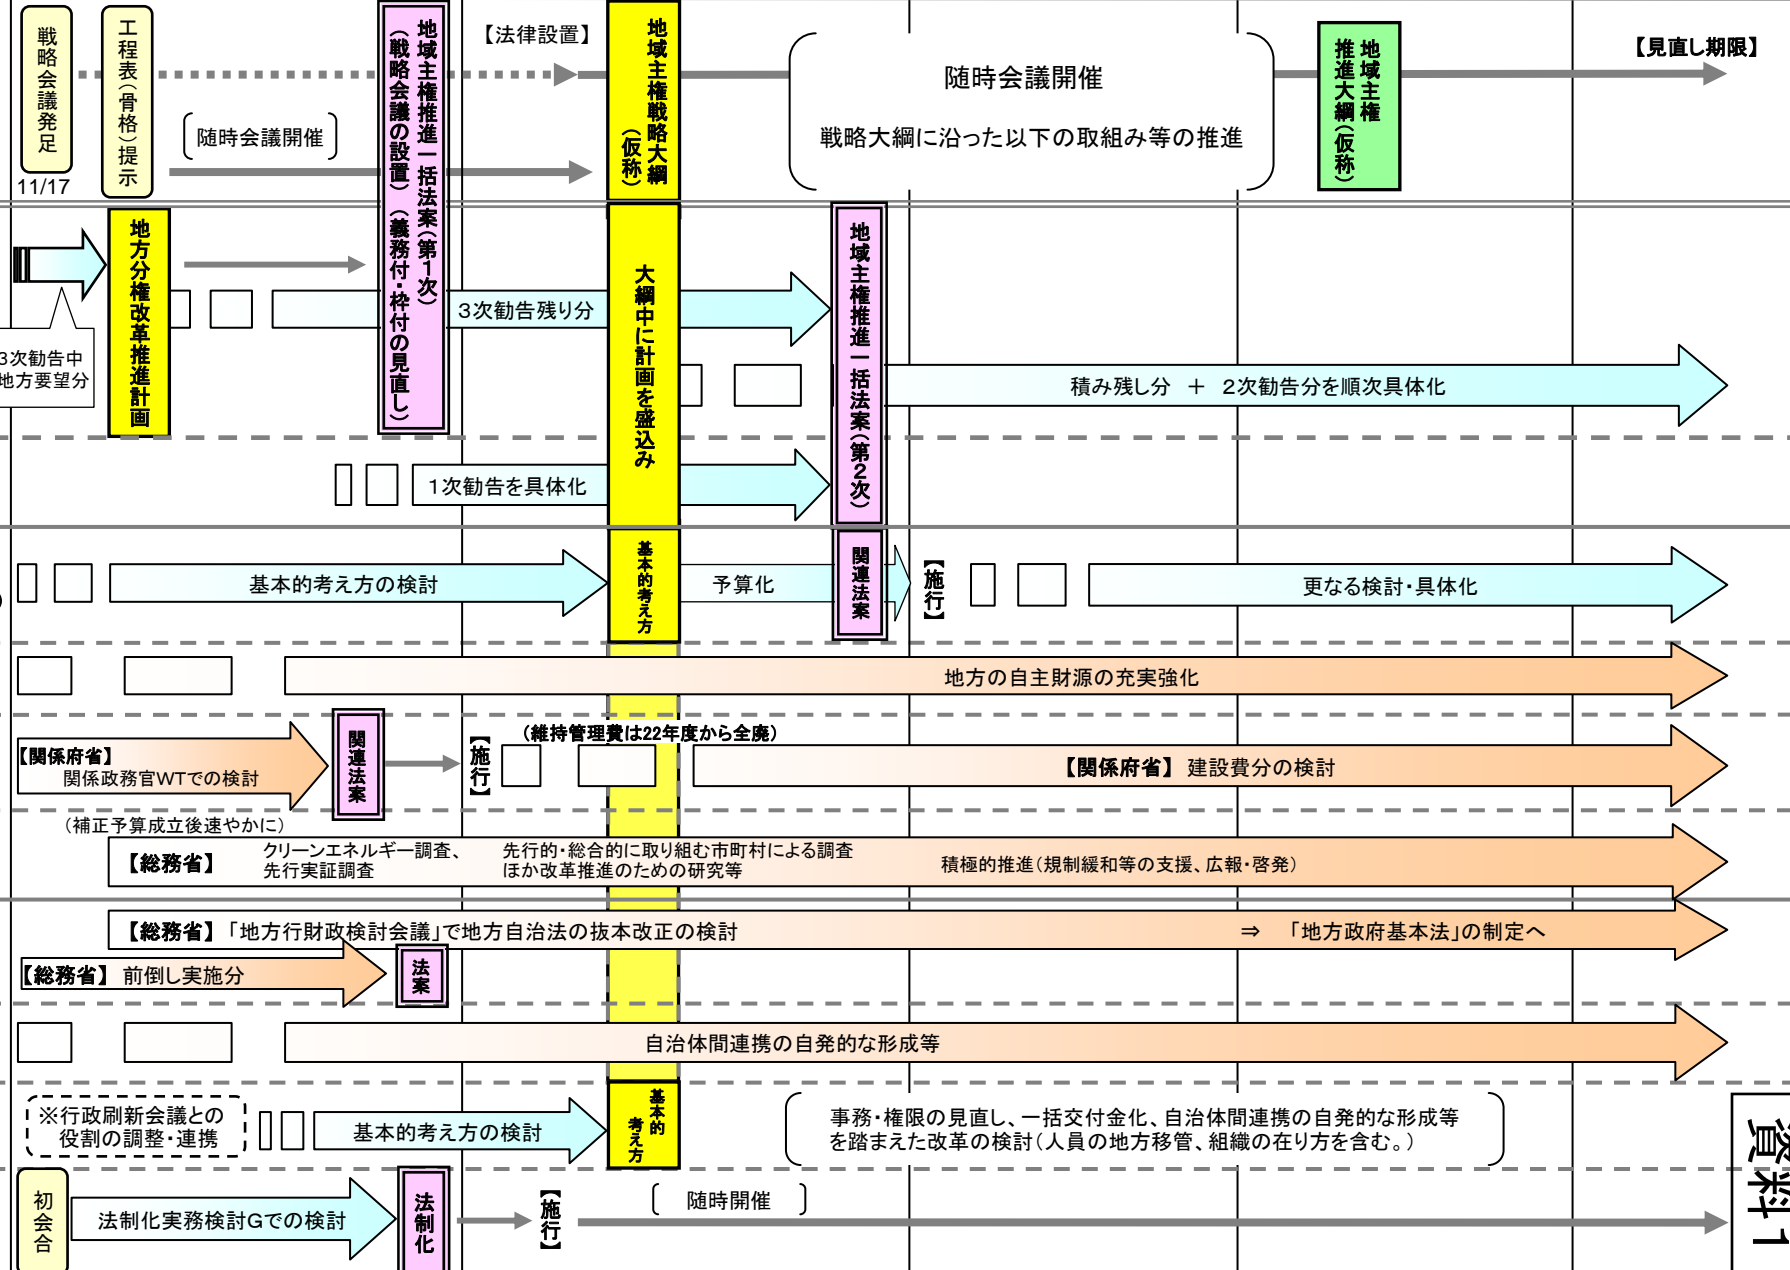 戦略会議発足
11/17
工程表（骨格）提示
〔随時会議開催〕
地域主権推進一括法案（第１次）
（戦略会議の設置）（義務付・枠付の見直し）
【法律設置】
地域主権戦略大綱
（仮称）
随時会議開催
戦略大綱に沿った以下の取組み等の推進
地域主権
推進大綱（仮称）
【見直し期限】
地方分権改革推進計画
3次勧告中
地方要望分
３次勧告残り分
大綱中に計画を盛込み
地域主権推進一括法案（第２次）
積み残し分　＋　２次勧告分を順次具体化
１次勧告を具体化
基本的考え方の検討
基本的考え方
予算化
関連法案
【施行】
更なる検討・具体化
地方の自主財源の充実強化
【関係府省】
関係政務官WTでの検討
関連法案
【施行】
（維持管理費は22年度から全廃）
【関係府省】 建設費分の検討
（補正予算成立後速やかに）
【総務省】
クリーンエネルギー調査、
先行実証調査
先行的・総合的に取り組む市町村による調査
ほか改革推進のための研究等
積極的推進（規制緩和等の支援、広報・啓発）
【総務省】「地方行財政検討会議」で地方自治法の抜本改正の検討
⇒　「地方政府基本法」の制定へ
【総務省】 前倒し実施分
法案
自治体間連携の自発的な形成等
※行政刷新会議との
役割の調整・連携
基本的考え方の検討
基本的
考え方
事務・権限の見直し、一括交付金化、自治体間連携の自発的な形成等
を踏まえた改革の検討（人員の地方移管、組織の在り方を含む。）
初会合
法制化実務検討Gでの検討
法制化
【施行】
〔　随時開催　〕
資料１